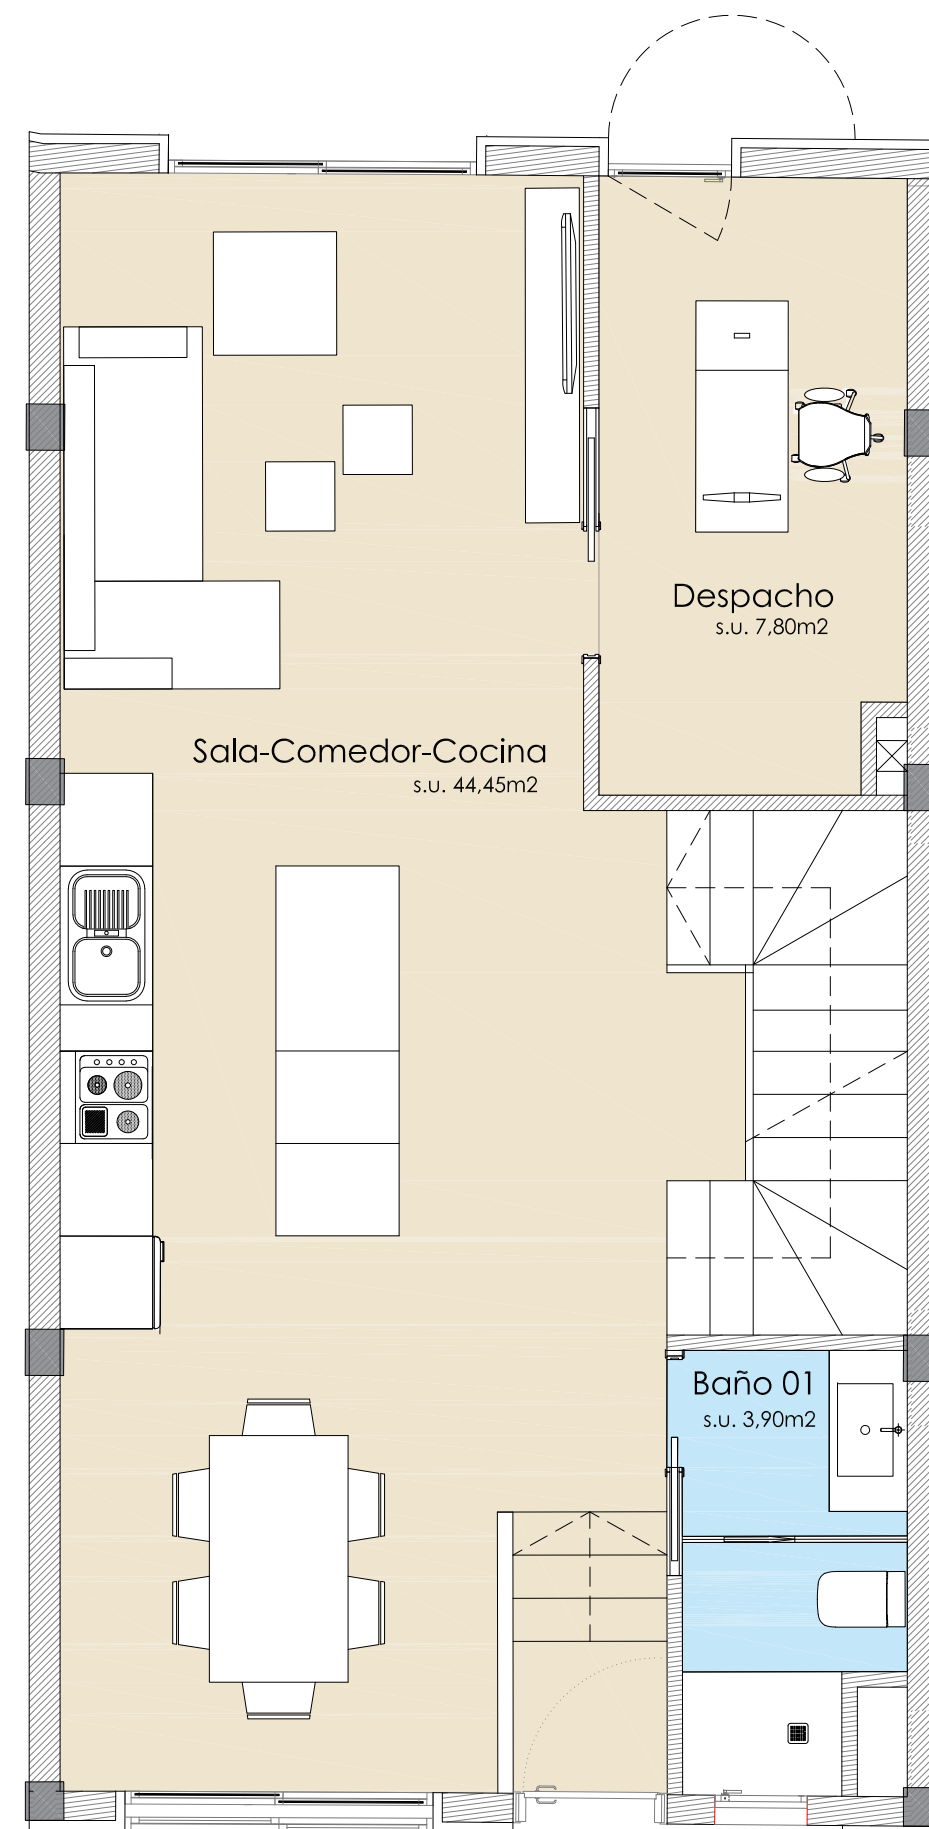 Despacho
s.u. 7,80m2
Sala-Comedor-Cocina
s.u. 44,45m2
Baño 01
s.u. 3,90m2